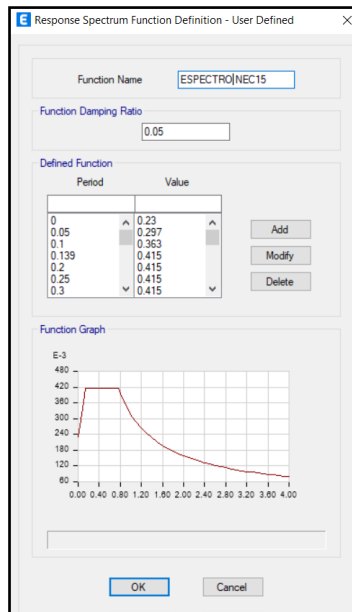 E Response Spectrum Function Definition - User Defined
Function Name ESPECTRO NEC15
Function Damping Ratio
0.05
Defined Function
Period Value
0 0.23
0.05 0.297
0.1 0.363
0.139 0.415
0.2 0.415
0.25 0.415
0.3 0.415
Add
Modify
Delete
Function Graph
E-3
480
420
360
300
240
180
120
60
0.00 0.40 0.80 1.20 1.60 2.00 2.40 2.80 3.20 3.60 4.00
OK Cancel